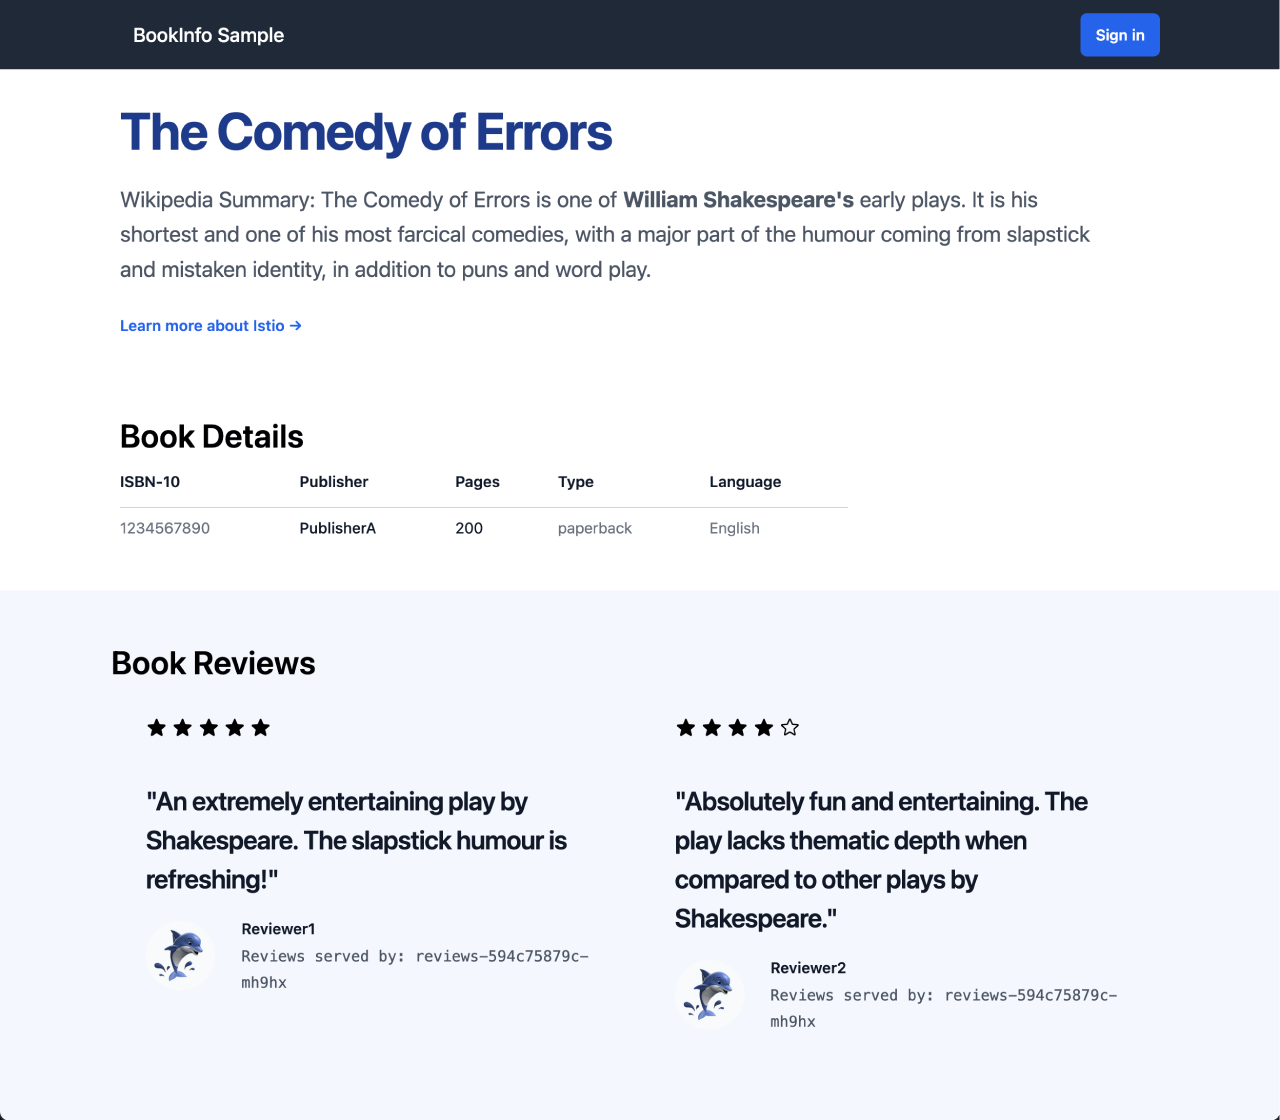 BookInfo Sample
Sign in
The Comedy of Errors
Wikipedia Summary: The Comedy of Errors is one of William Shakespeare's early plays. It is his
shortest and one of his most farcical comedies, with a major part of the humour coming from slapstick
and mistaken identity, in addition to puns and word play.
Learn more about Istio →
Book Details
ISBN-10 Publisher Pages Type Language
1234567890 PublisherA 200 paperback English
Book Reviews
"An extremely entertaining play by
Shakespeare. The slapstick humour is
refreshing!"
Reviewer1
Reviews served by: reviews-594c75879c-
mh9hx
"Absolutely fun and entertaining. The
play lacks thematic depth when
compared to other plays by
Shakespeare."
Reviewer2
Reviews served by: reviews-594c75879c-
mh9hx